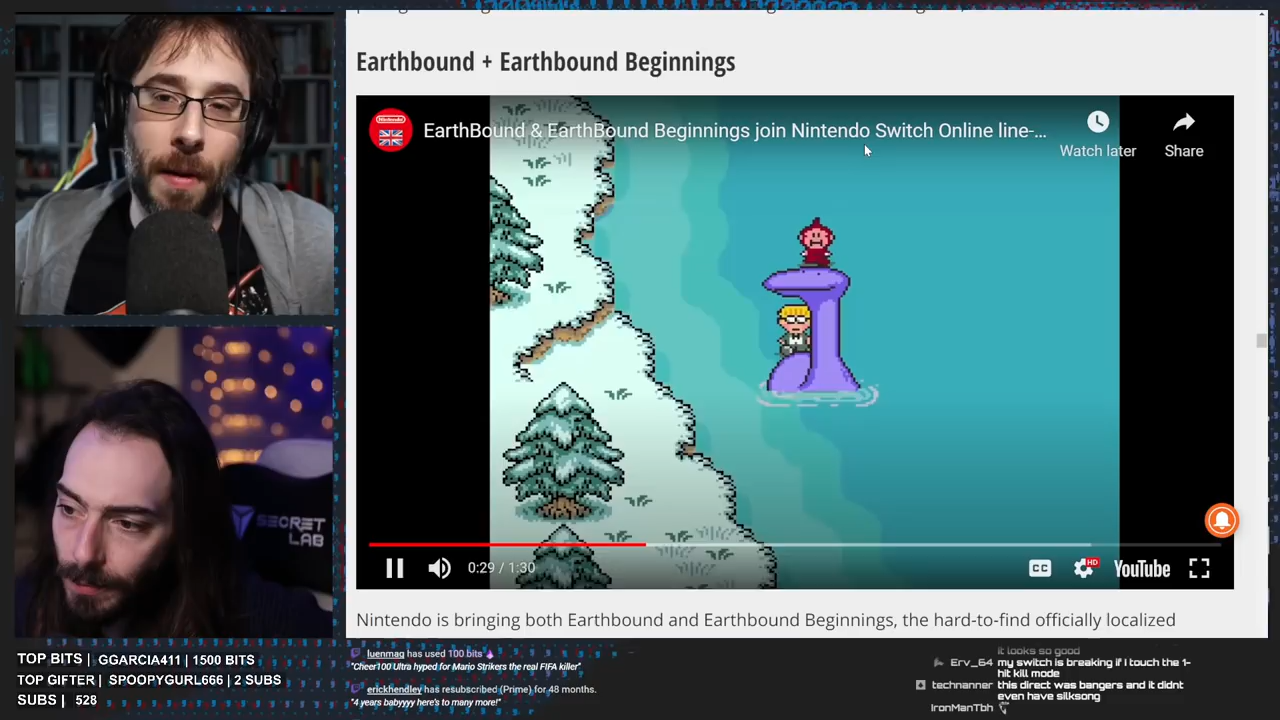 Earthbound + Earthbound Beginnings
Nintendo
EarthBound & EarthBound Beginnings join Nintendo Switch Online line-...
Watch later
Share
SECRET
LAB
0:29 / 1:30
CC
HD
YouTube
Nintendo is bringing both Earthbound and Earthbound Beginnings, the hard-to-find officially localized
TOP BITS | GGARCIA411 | 1500 BITS
TOP GIFTER | SPOOPYGURL666 | 2 SUBS
SUBS | 528
luenmag has used 100 bits
"Cheer100 Ultra hyped for Mario Strikers the real FIFA killer"
erickhendley has resubscribed (Prime) for 48 months.
"4 years babyyyy here's to many more!"
it looks so good
Erv_64 my switch is breaking if I touch the 1-
hit kill mode
technanner this direct was bangers and it didnt
even have silksong
IronManTbh